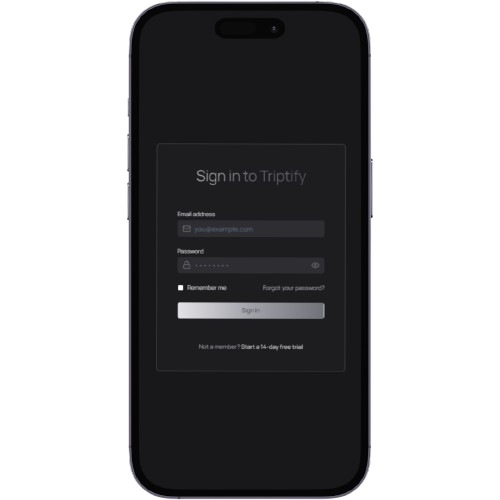 Sign in to Triptify
Email address
you@example.com
Password
Remember me
Forgot your password?
Sign in
Not a member? Start a 14-day free trial